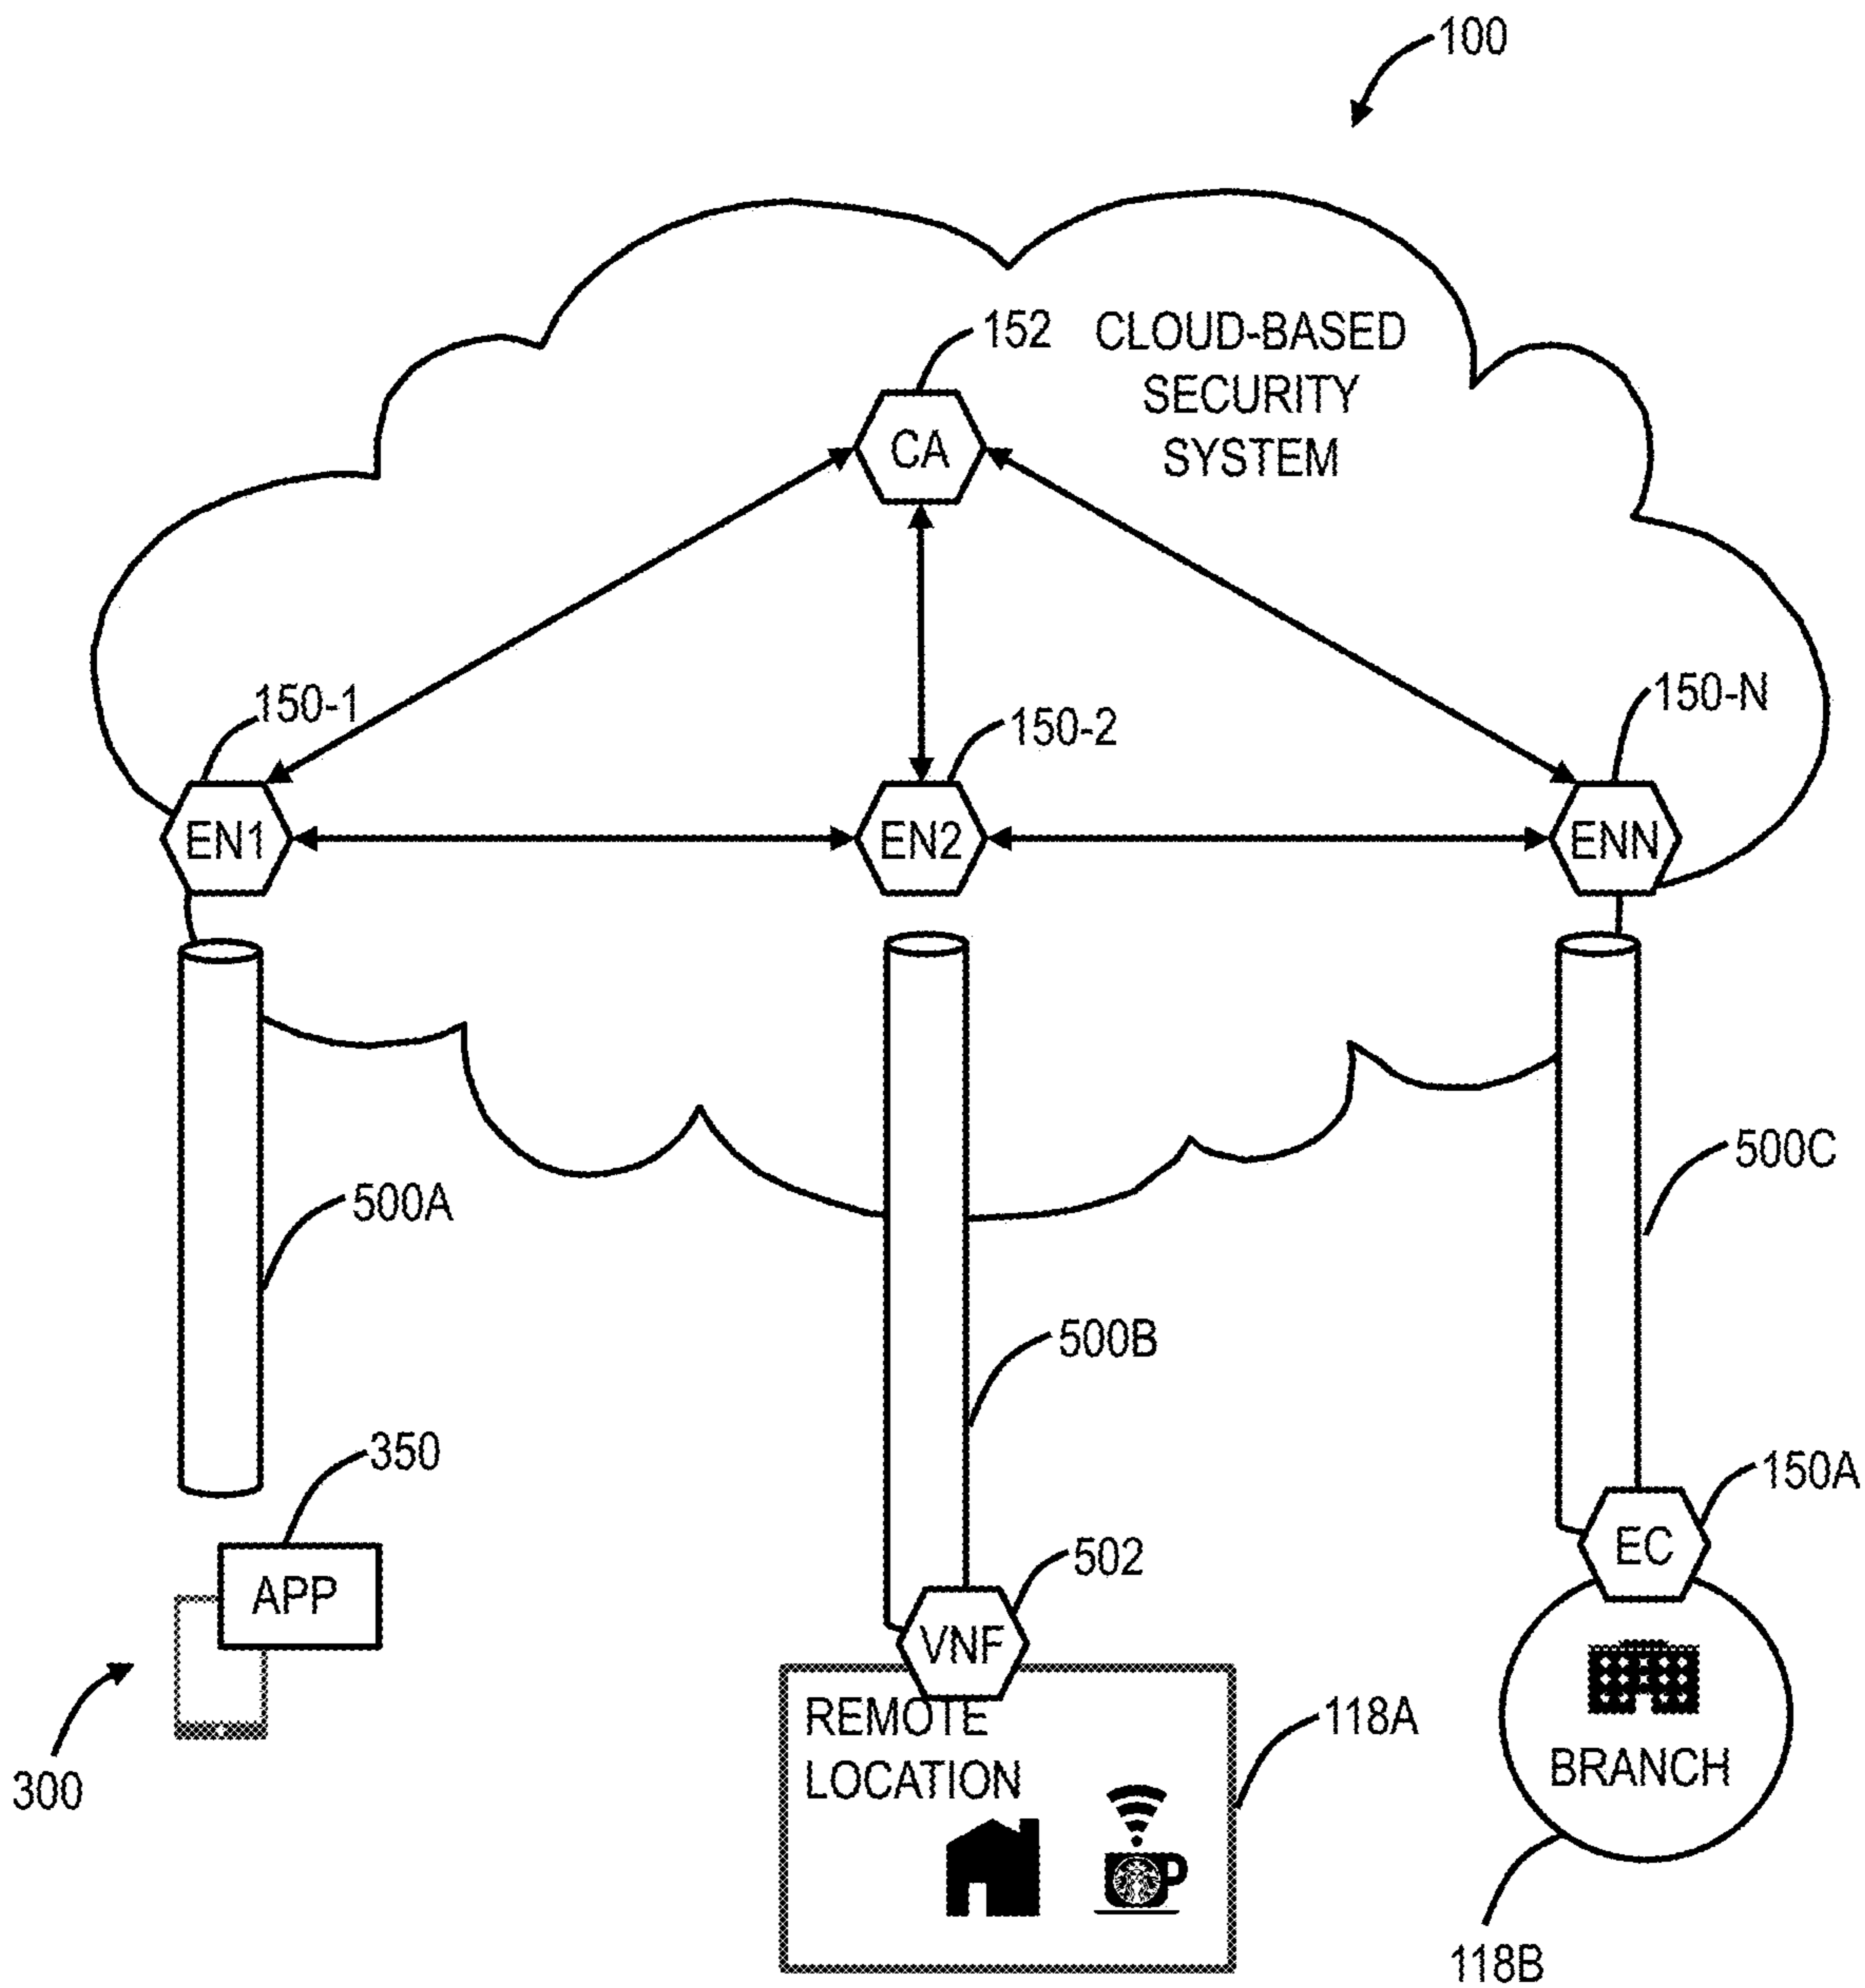 100
152
CLOUD-BASED
SECURITY
SYSTEM
CA
150-1
150-2
150-N
EN1
EN2
ENN
500A
500B
500C
350
APP
150A
EC
502
VNF
REMOTE
LOCATION
118A
BRANCH
300
118B